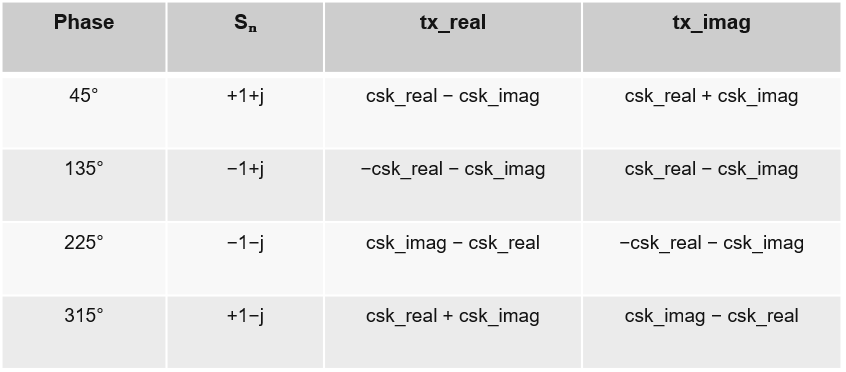 Phase Sₙ tx_real tx_imag
45° +1+j csk_real − csk_imag csk_real + csk_imag
135° −1+j −csk_real − csk_imag csk_real − csk_imag
225° −1−j csk_imag − csk_real −csk_real − csk_imag
315° +1−j csk_real + csk_imag csk_imag − csk_real